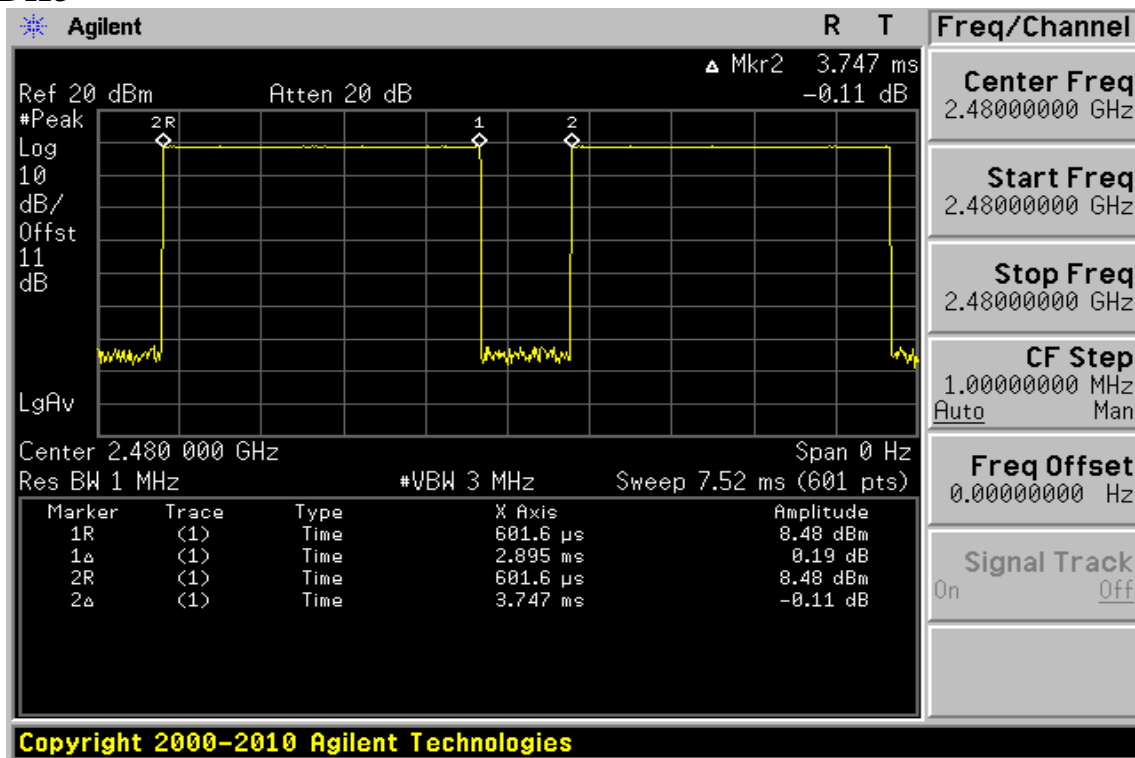 Agilent R T
Freq/Channel
▵ Mkr2 3.747 ms
Ref 20 dBm Atten 20 dB -0.11 dB
#Peak
Log
10
dB/
Offst
11
dB
LgAv
2R 1 2
Center 2.480 000 GHz Span 0 Hz
Res BW 1 MHz #VBW 3 MHz Sweep 7.52 ms (601 pts)
Marker Trace Type X Axis Amplitude
1R (1) Time 601.6 µs 8.48 dBm
1▵ (1) Time 2.895 ms 0.19 dB
2R (1) Time 601.6 µs 8.48 dBm
2▵ (1) Time 3.747 ms -0.11 dB
Center Freq
2.48000000 GHz
Start Freq
2.48000000 GHz
Stop Freq
2.48000000 GHz
CF Step
1.00000000 MHz
Auto Man
Freq Offset
0.00000000 Hz
Signal Track
On Off
Copyright 2000-2010 Agilent Technologies